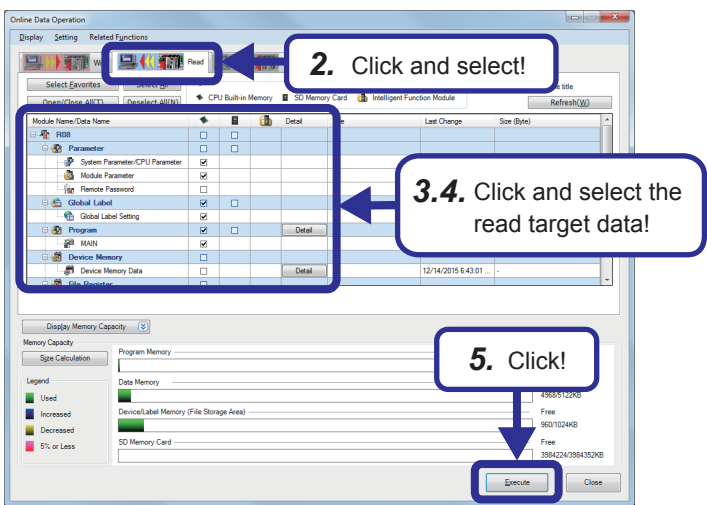 Online Data Operation
Display Setting Related Functions
Read
2. Click and select!
Select Favorites
title
Open/Close All(T) Deselect All(N)
CPU Built-in Memory SD Memory Card Intelligent Function Module
Refresh(W)
Module Name/Data Name Detail Last Change Size (Byte)
R08
Parameter
System Parameter/CPU Parameter
Module Parameter
Remote Password
Global Label
Global Label Setting
Program Detail
MAIN
Device Memory
Device Memory Data Detail 12/14/2015 6:43:01 ... -
File Register
3.4. Click and select the
read target data!
Display Memory Capacity
Memory Capacity
Size Calculation
Program Memory
5. Click!
Legend
Used
Increased
Decreased
5% or Less
Data Memory
4968/5122KB
Device/Label Memory (File Storage Area)
Free
960/1024KB
SD Memory Card
Free
3984224/3984352KB
Execute Close